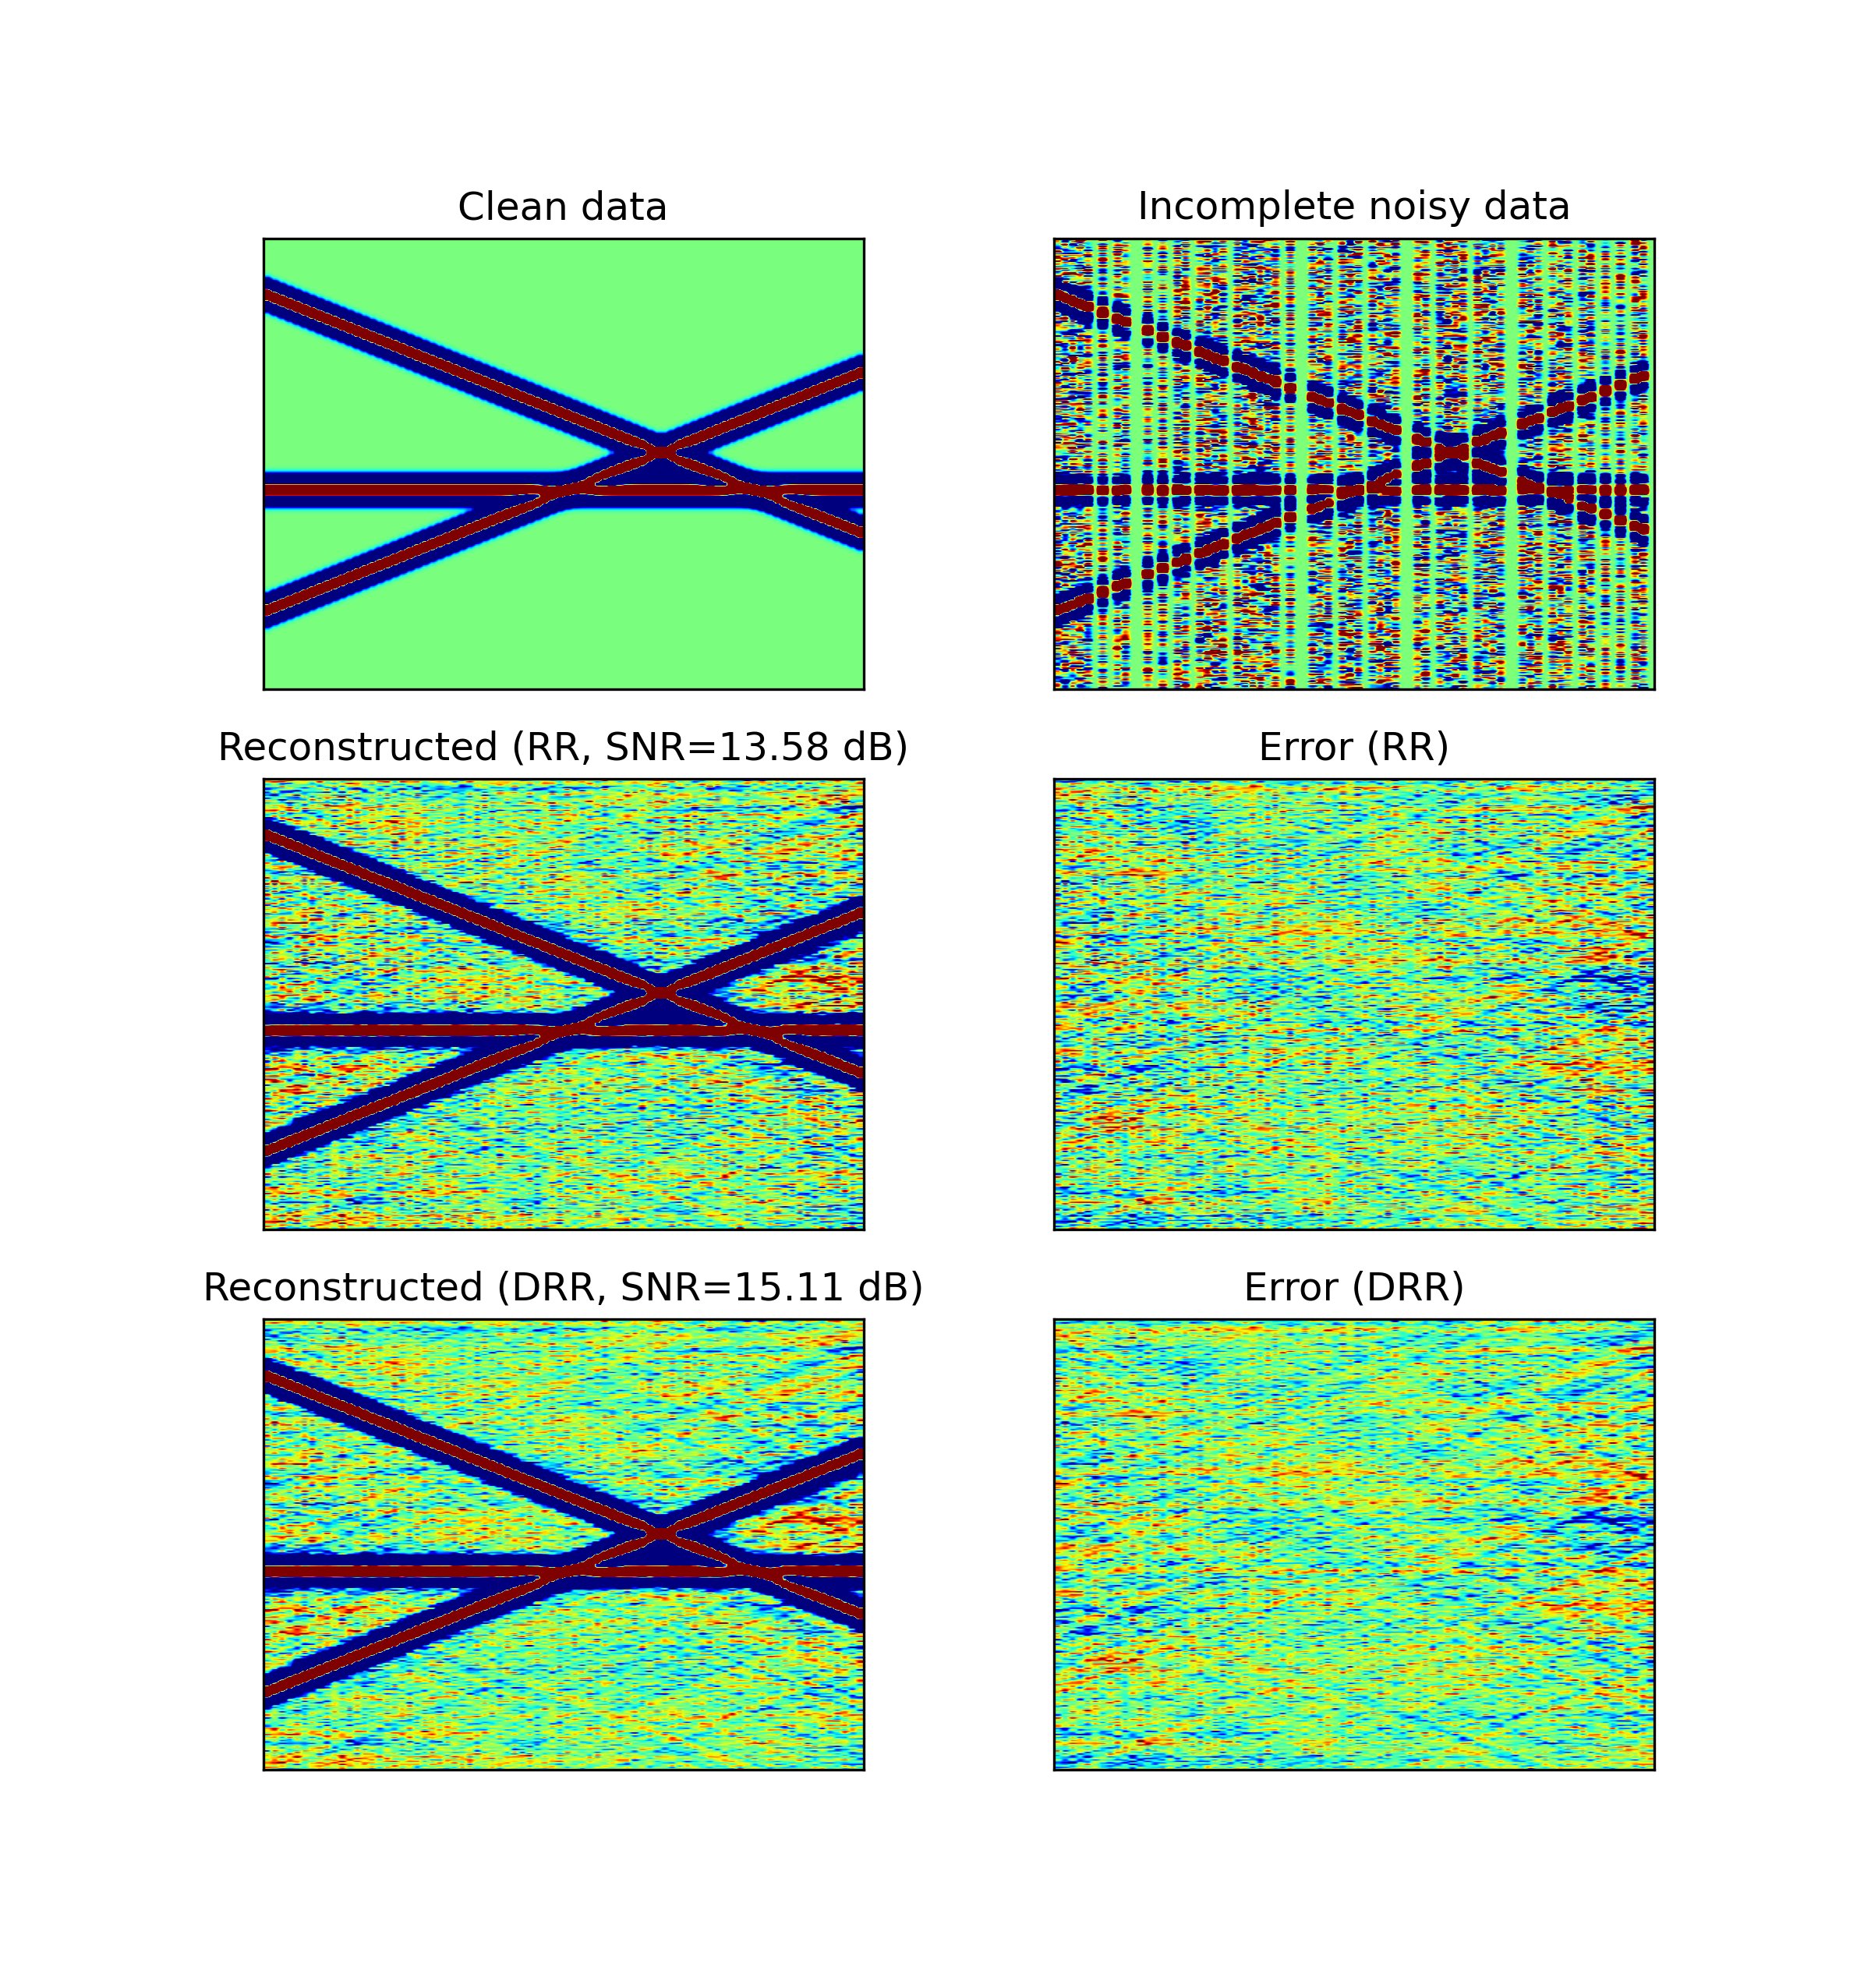 Clean data
Incomplete noisy data
Reconstructed (RR, SNR=13.58 dB)
Error (RR)
Reconstructed (DRR, SNR=15.11 dB)
Error (DRR)